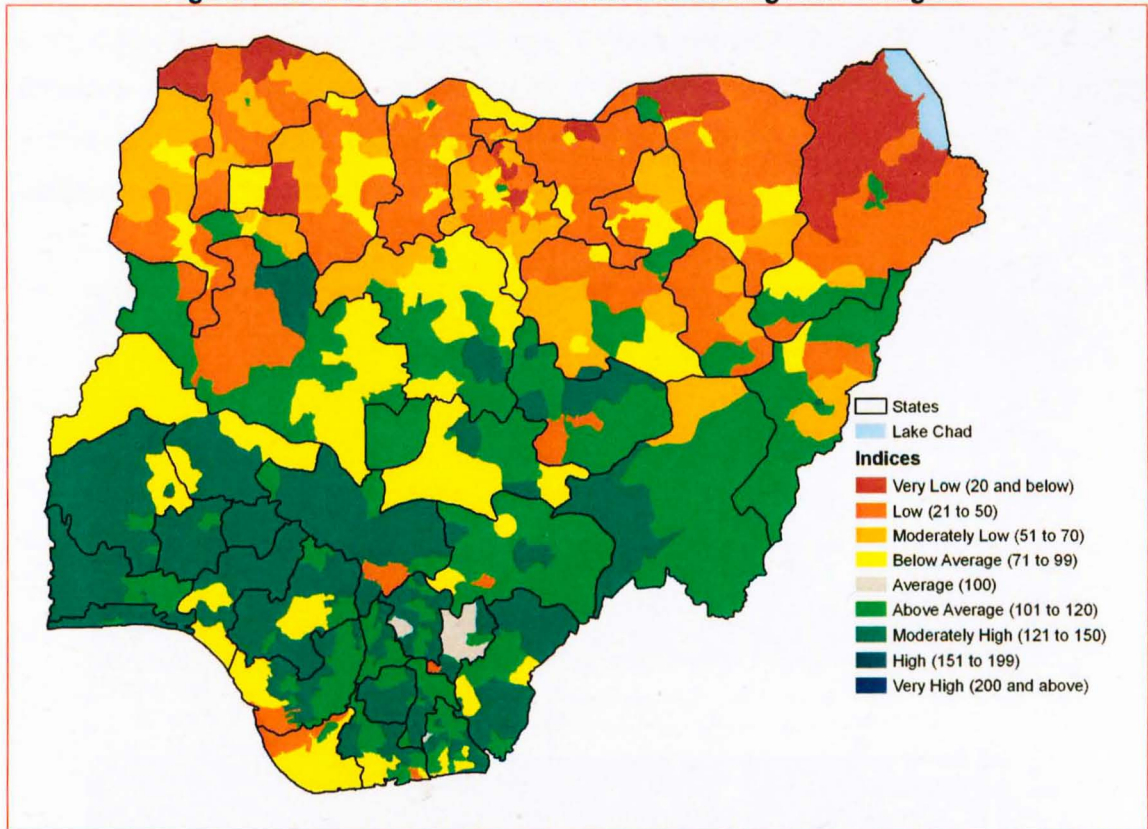 States
Lake Chad
Indices
Very Low (20 and below)
Low (21 to 50)
Moderately Low (51 to 70)
Below Average (71 to 99)
Average (100)
Above Average (101 to 120)
Moderately High (121 to 150)
High (151 to 199)
Very High (200 and above)